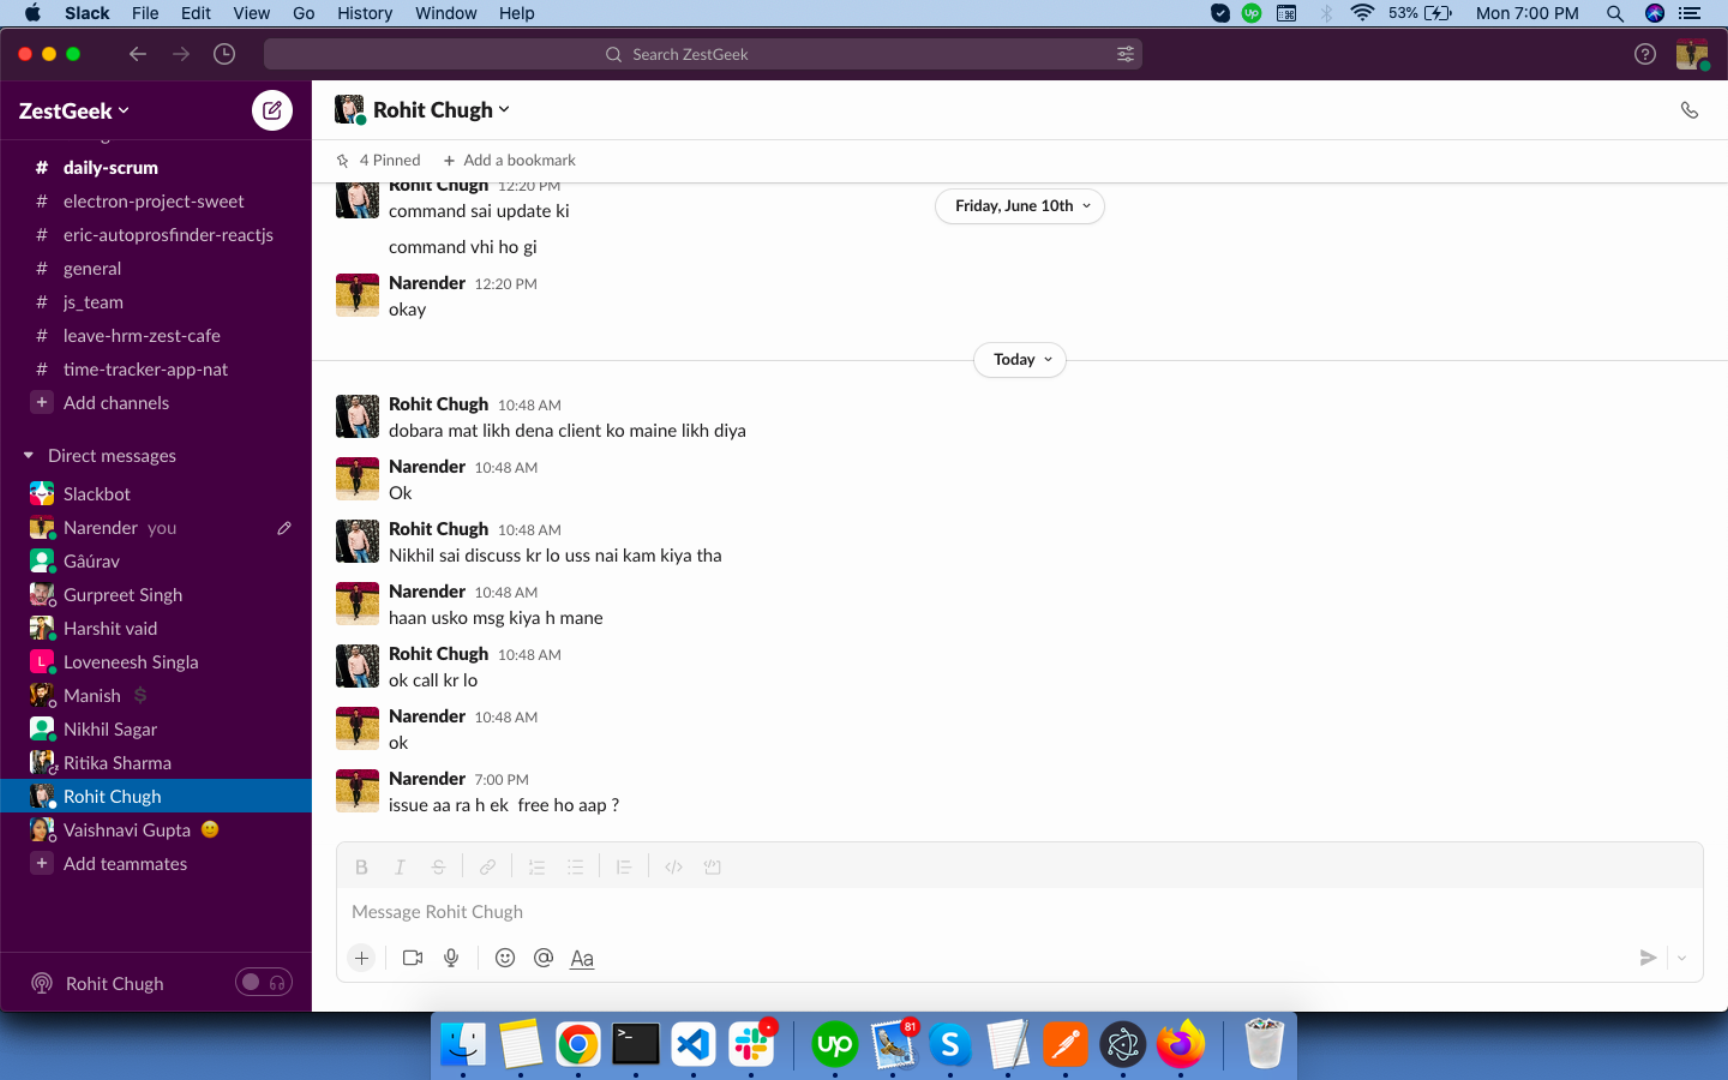 Slack File Edit View Go History Window Help
53% Mon 7:00 PM
Search ZestGeek
ZestGeek
# daily-scrum
# electron-project-sweet
# eric-autoprosfinder-reactjs
# general
# js_team
# leave-hrm-zest-cafe
# time-tracker-app-nat
+ Add channels
Direct messages
Slackbot
Narender you
Gâúrav
Gurpreet Singh
Harshit vaid
L Loveneesh Singla
Manish
Nikhil Sagar
Ritika Sharma
Rohit Chugh
Vaishnavi Gupta
+ Add teammates
Rohit Chugh
Rohit Chugh
4 Pinned + Add a bookmark
Rohit Chugh 12:20 PM
Friday, June 10th
command sai update ki
command vhi ho gi
Narender 12:20 PM
okay
Today
Rohit Chugh 10:48 AM
dobara mat likh dena client ko maine likh diya
Narender 10:48 AM
Ok
Rohit Chugh 10:48 AM
Nikhil sai discuss kr lo uss nai kam kiya tha
Narender 10:48 AM
haan usko msg kiya h mane
Rohit Chugh 10:48 AM
ok call kr lo
Narender 10:48 AM
ok
Narender 7:00 PM
issue aa ra h ek free ho aap ?
B I S
Message Rohit Chugh
+ @ Aa
up 81 S